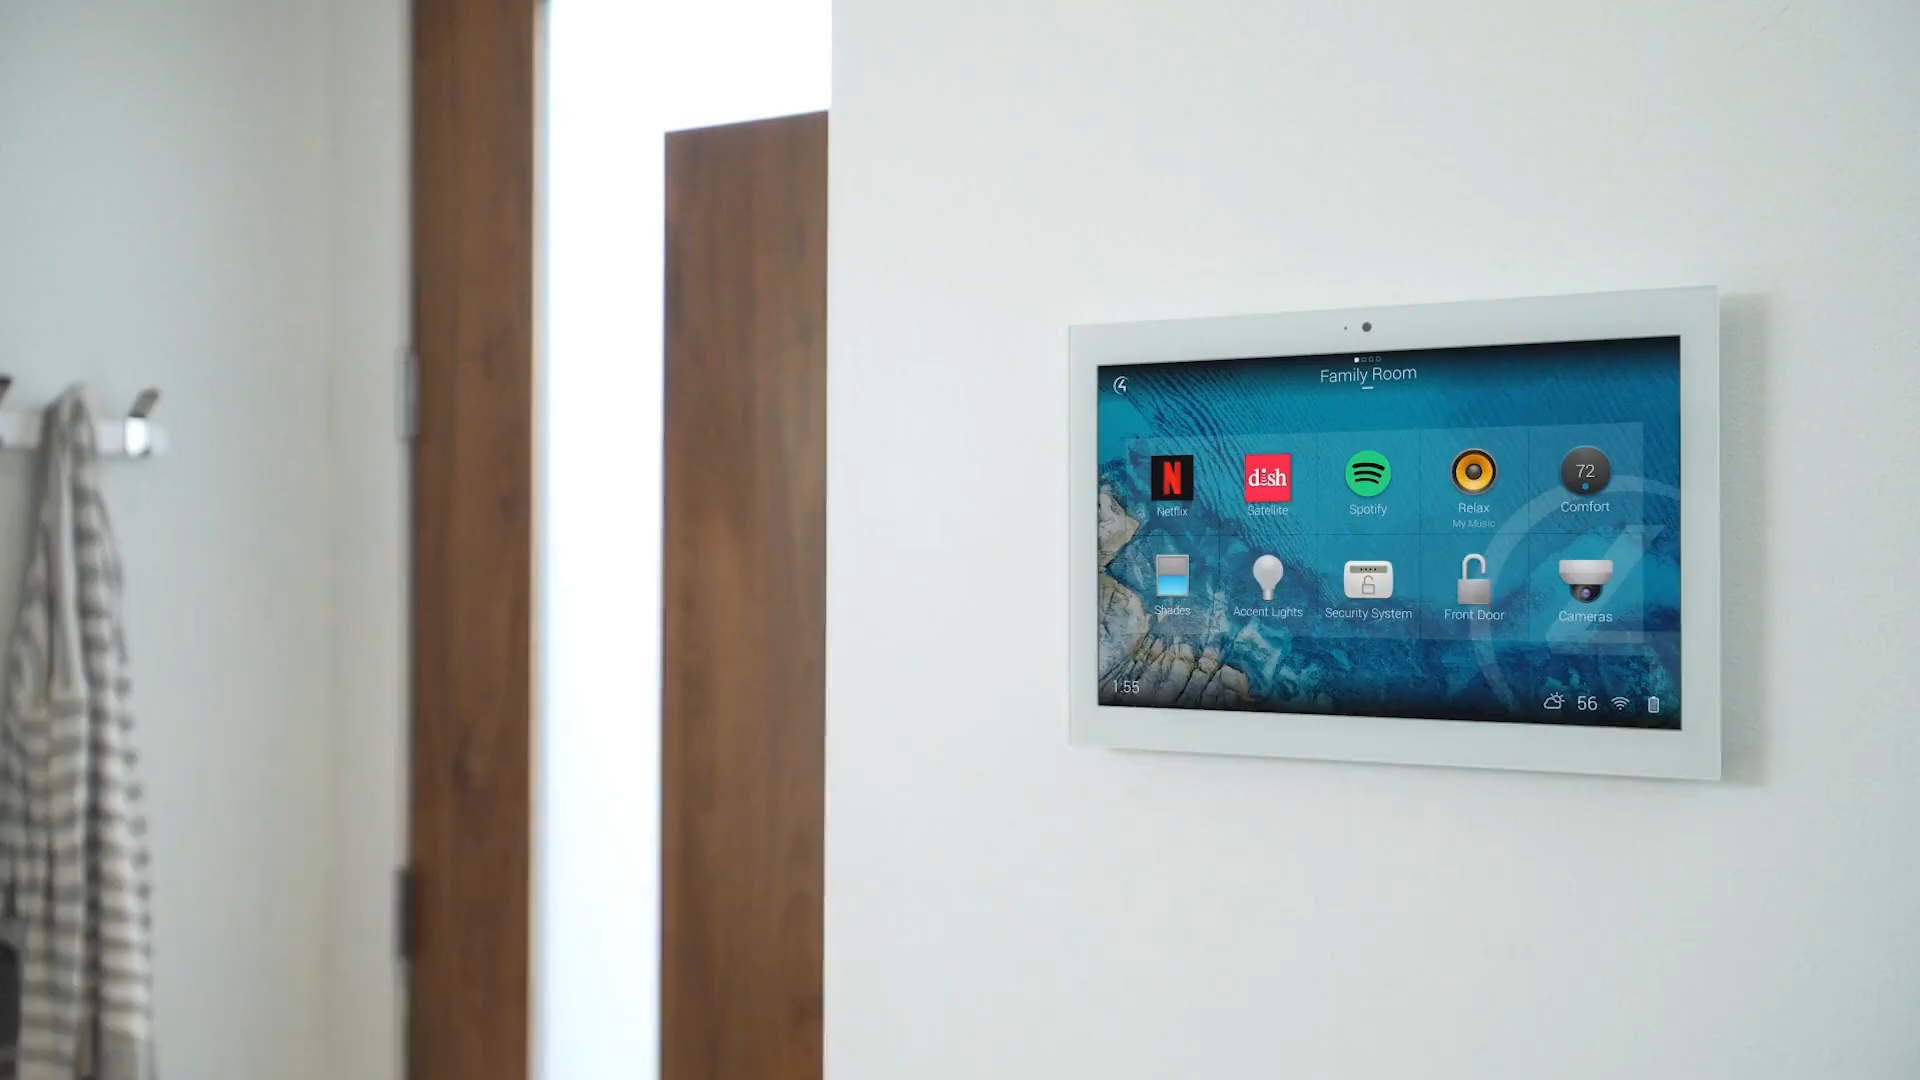 Family Room
N
dish
72
Netflix
Satellite
Spotify
Relax
My Music
Comfort
Shades
Accent Lights
Security System
Front Door
Cameras
1:55
56